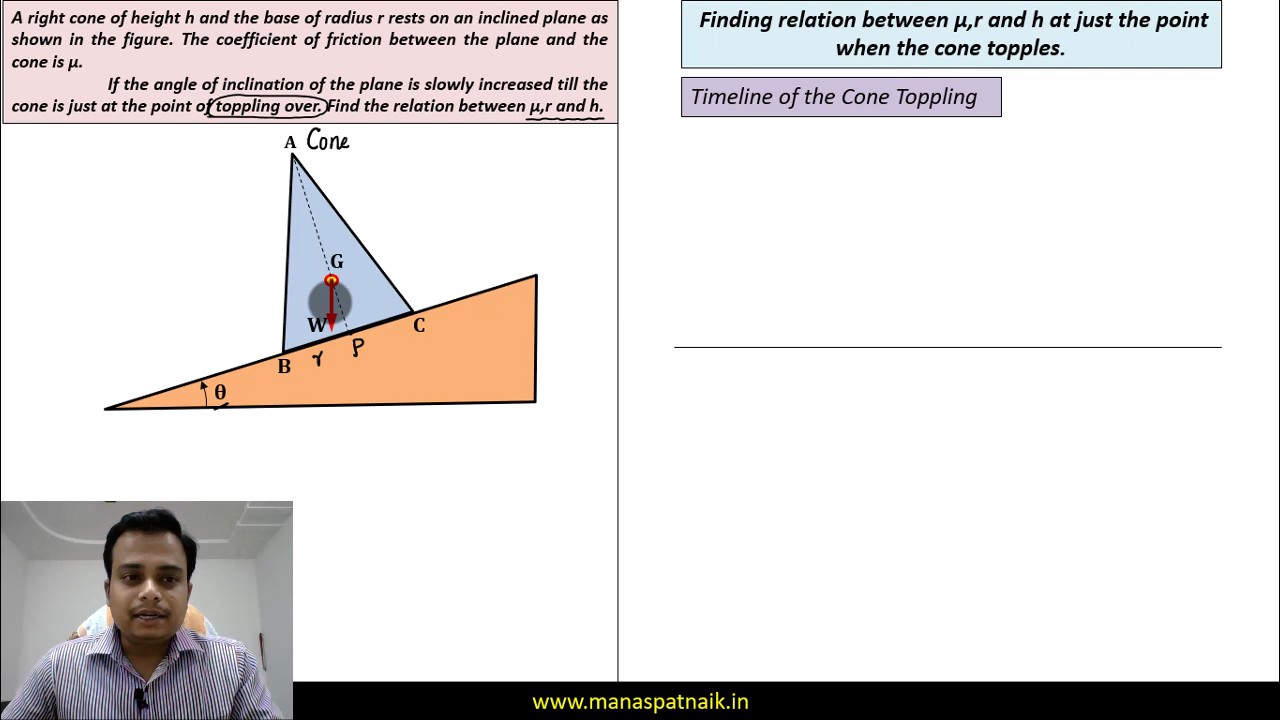 A right cone of height h and the base of radius r rests on an inclined plane as
shown in the figure. The coefficient of friction between the plane and the
cone is μ.
If the angle of inclination of the plane is slowly increased till the
cone is just at the point of toppling over. Find the relation between μ,r and h.
Finding relation between μ,r and h at just the point
when the cone topples.
Timeline of the Cone Toppling
A Cone
G
W
C
B
r
P
θ
www.manaspatnaik.in